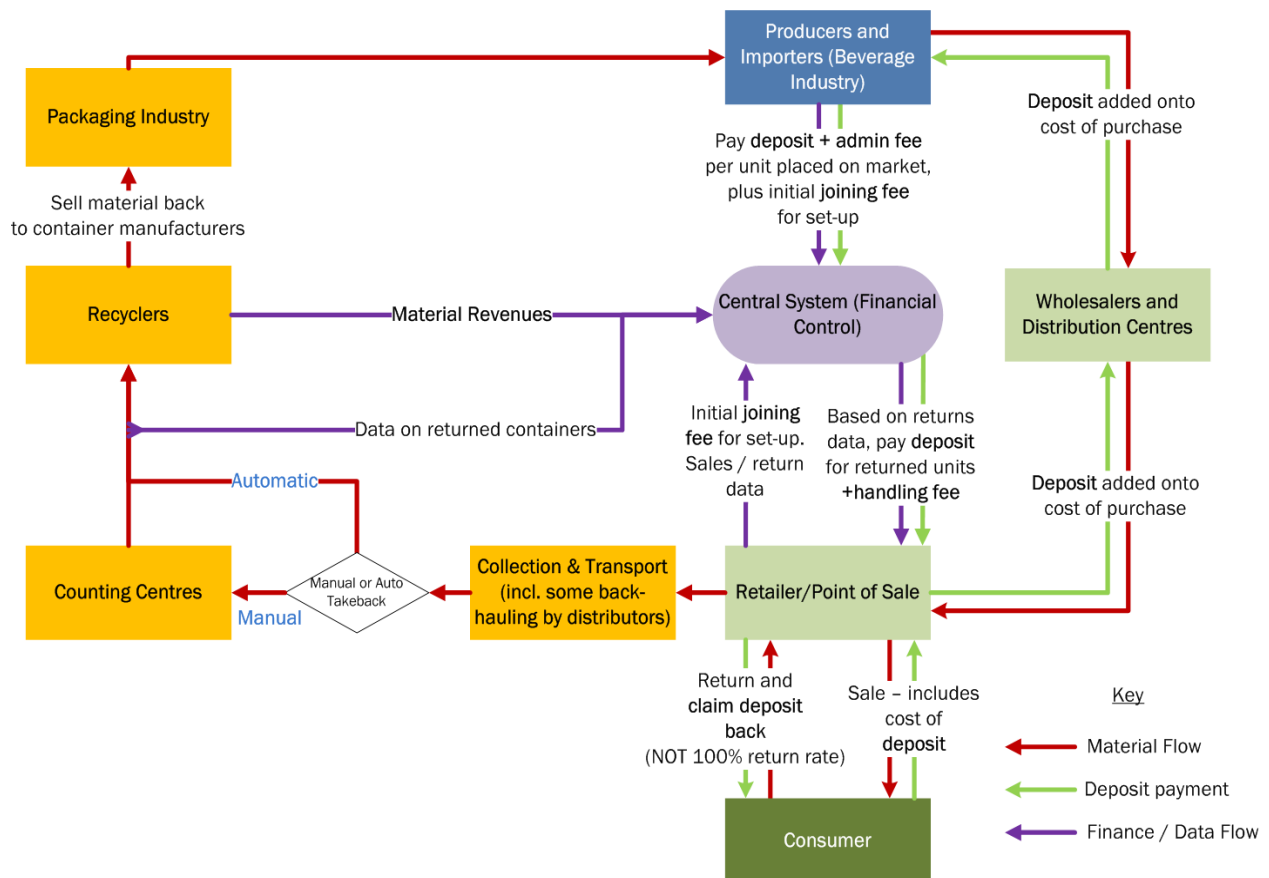 Producers and
Importers (Beverage
Industry)
Packaging Industry
Deposit added onto
cost of purchase
Pay deposit + admin fee
per unit placed on market,
plus initial joining fee
for set-up
Sell material back
to container manufacturers
Recyclers
Material Revenues
Central System (Financial
Control)
Wholesalers and
Distribution Centres
Data on returned containers
Initial joining
fee for set-up.
Sales / return
data
Based on returns
data, pay deposit
for returned units
+handling fee
Deposit added onto
cost of purchase
Automatic
Counting Centres
Manual or Auto
Takeback
Manual
Collection & Transport
(incl. some back-
hauling by distributors)
Retailer/Point of Sale
Return and
claim deposit
back
(NOT 100% return rate)
Sale – includes
cost of
deposit
Consumer
Key
Material Flow
Deposit payment
Finance / Data Flow